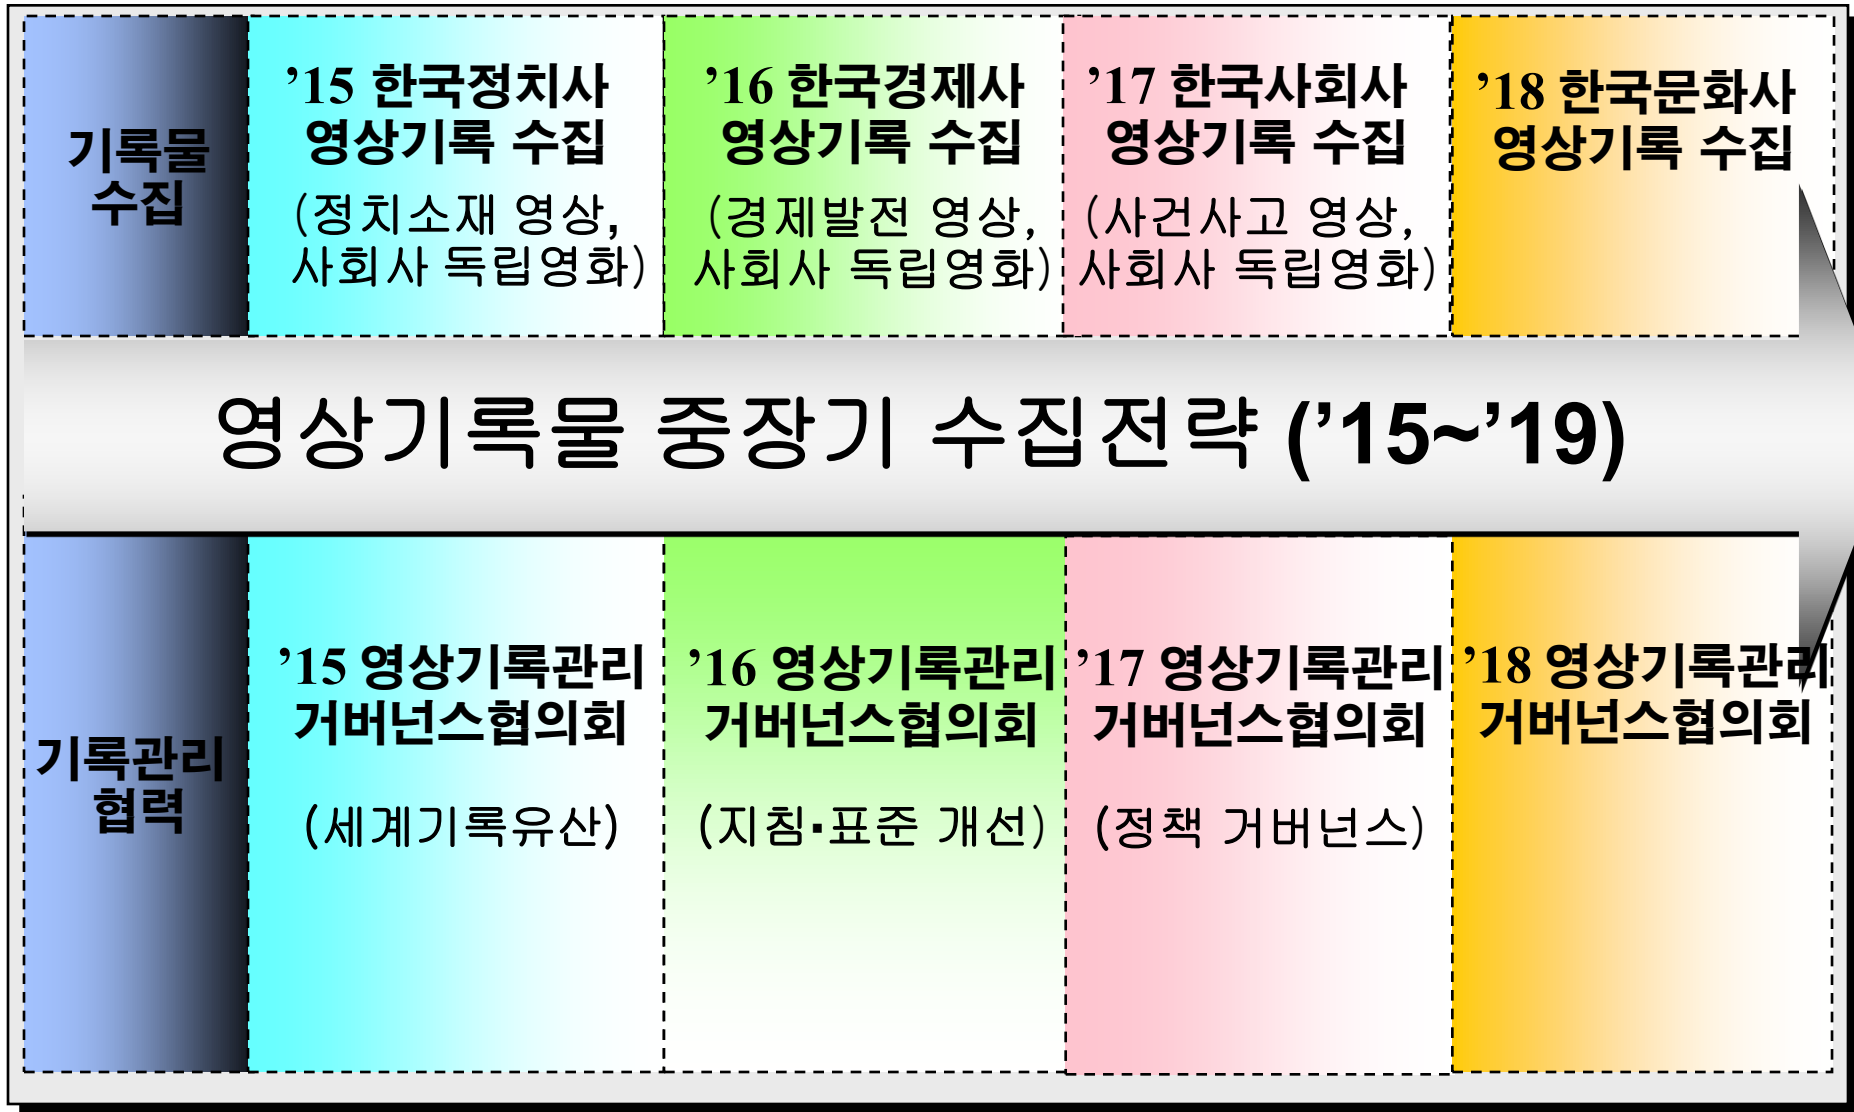 기록물
수집
’15 한국정치사
영상기록 수집
(정치소재 영상,
사회사 독립영화)
’16 한국경제사
영상기록 수집
(경제발전 영상,
사회사 독립영화)
’17 한국사회사
영상기록 수집
(사건사고 영상,
사회사 독립영화)
’18 한국문화사
영상기록 수집
영상기록물 중장기 수집전략 (’15~’19)
기록관리
협력
’15 영상기록관리
거버넌스협의회
(세계기록유산)
’16 영상기록관리
거버넌스협의회
(지침·표준 개선)
’17 영상기록관리
거버넌스협의회
(정책 거버넌스)
’18 영상기록관리
거버넌스협의회